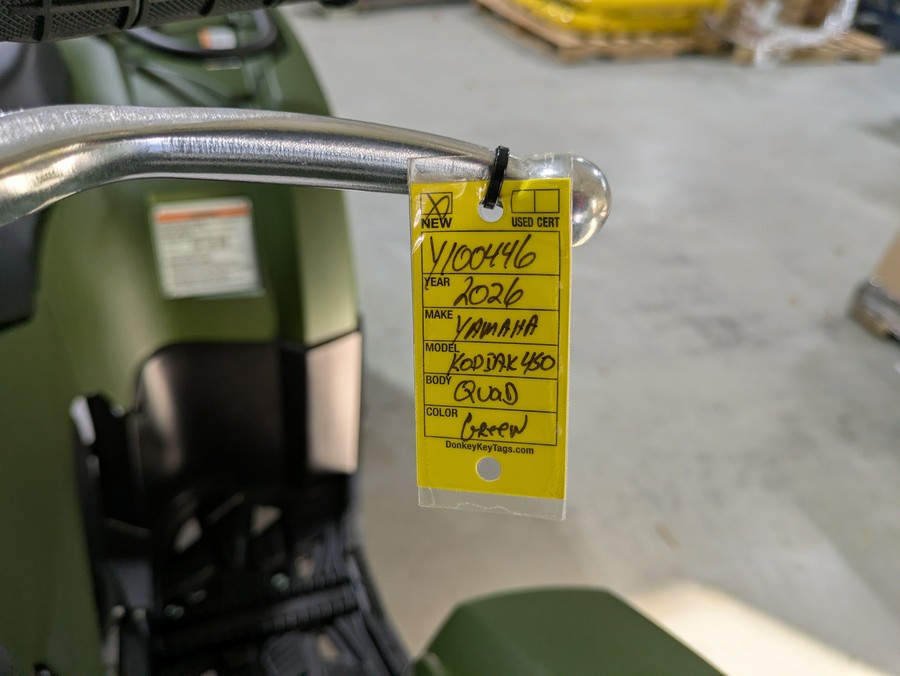 NEW USED CERT
Y100446
YEAR 2026
MAKE YAMAHA
MODEL KODIAK 450
BODY QUAD
COLOR Green
DonkeyKeyTags.com